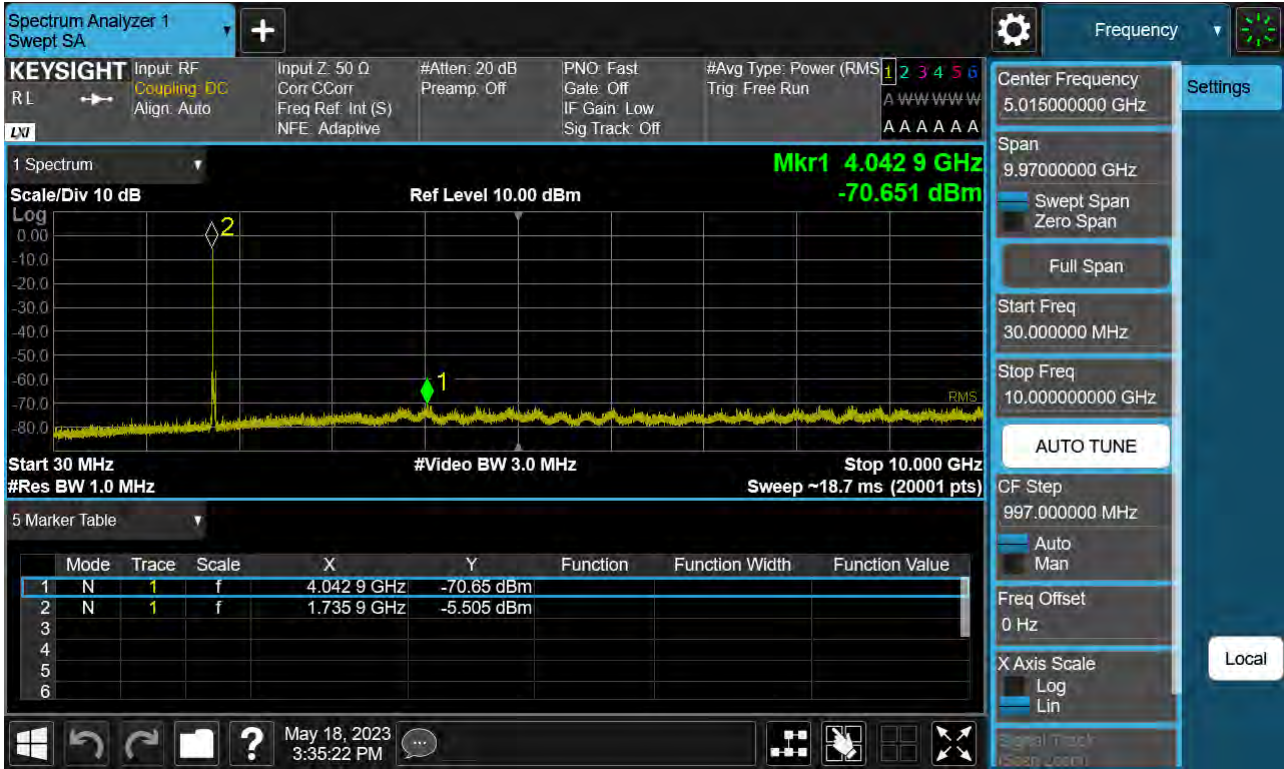 Spectrum Analyzer 1
Swept SA
+
Frequency
KEYSIGHT
RL
LXI
Input: RF
Coupling: DC
Align: Auto
Input Z: 50 Ω
Corr CCorr
Freq Ref: Int (S)
NFE: Adaptive
#Atten: 20 dB
Preamp: Off
PNO: Fast
Gate: Off
IF Gain: Low
Sig Track: Off
#Avg Type: Power (RMS
Trig: Free Run
1 2 3 4 5 6
A W W W W W
A A A A A A
1 Spectrum
Mkr1 4.042 9 GHz
Scale/Div 10 dB
Ref Level 10.00 dBm
-70.651 dBm
Log
0.00
-10.0
-20.0
-30.0
-40.0
-50.0
-60.0
-70.0
-80.0
2
1
RMS
Start 30 MHz
#Video BW 3.0 MHz
Stop 10.000 GHz
#Res BW 1.0 MHz
Sweep ~18.7 ms (20001 pts)
5 Marker Table
Mode Trace Scale X Y Function Function Width Function Value
1 N 1 f 4.042 9 GHz -70.65 dBm
2 N 1 f 1.735 9 GHz -5.505 dBm
3
4
5
6
Center Frequency
5.015000000 GHz
Span
9.97000000 GHz
Swept Span
Zero Span
Full Span
Start Freq
30.000000 MHz
Stop Freq
10.000000000 GHz
AUTO TUNE
CF Step
997.000000 MHz
Auto
Man
Freq Offset
0 Hz
X Axis Scale
Log
Lin
Signal Track
(Span Zoom)
Settings
Local
?
May 18, 2023
3:35:22 PM